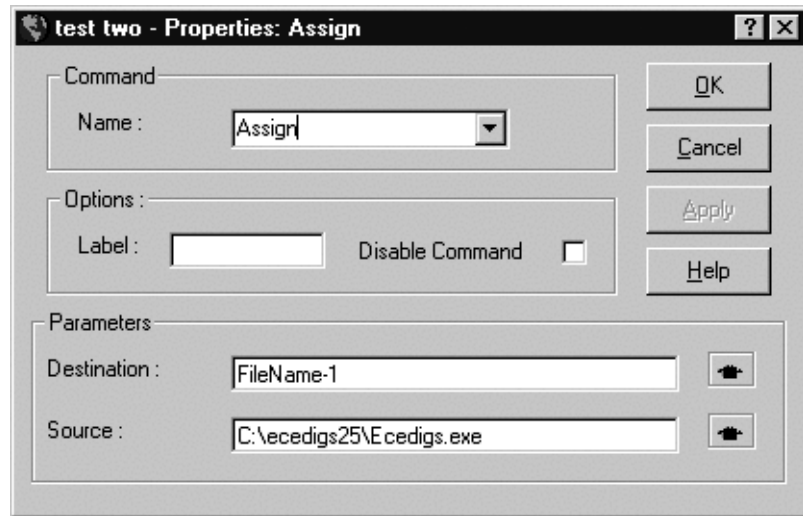 test two - Properties: Assign
Command
Name : Assign
OK
Cancel
Options :
Label : Disable Command
Apply
Help
Parameters
Destination : FileName-1
Source : C:\ecedigs25\Ecedigs.exe